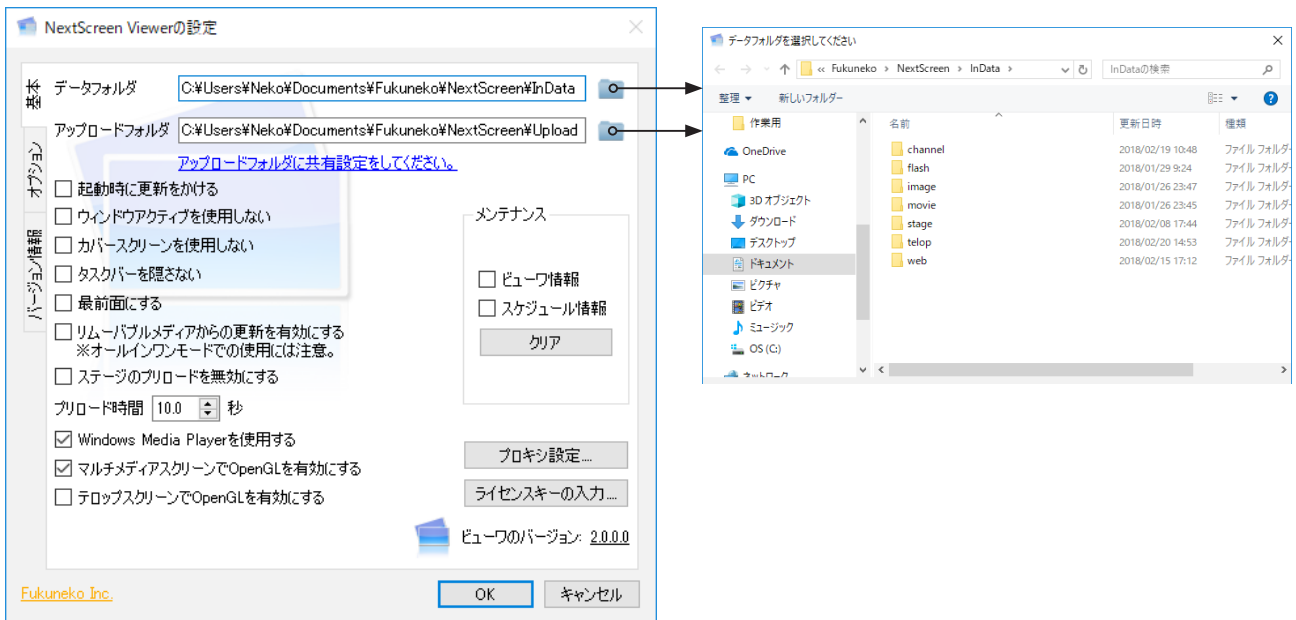 NextScreen Viewerの設定
基本
オプション
バージョン情報
データフォルダ C:¥Users¥Neko¥Documents¥Fukuneko¥NextScreen¥InData
アップロードフォルダ C:¥Users¥Neko¥Documents¥Fukuneko¥NextScreen¥Upload
アップロードフォルダに共有設定をしてください。
起動時に更新をかける
ウィンドウアクティブを使用しない
カバースクリーンを使用しない
タスクバーを隠さない
最前面にする
リムーバブルメディアからの更新を有効にする
※オールインワンモードでの使用には注意。
ステージのプリロードを無効にする
プリロード時間 10.0 秒
Windows Media Playerを使用する
マルチメディアスクリーンでOpenGLを有効にする
テロップスクリーンでOpenGLを有効にする
メンテナンス
ビューワ情報
スケジュール情報
クリア
プロキシ設定...
ライセンスキーの入力...
ビューワのバージョン: 2.0.0.0
Fukuneko Inc.
OK キャンセル
データフォルダを選択してください
« Fukuneko > NextScreen > InData > InDataの検索
整理 新しいフォルダー
作業用
OneDrive
PC
3D オブジェクト
ダウンロード
デスクトップ
ドキュメント
ピクチャ
ビデオ
ミュージック
OS (C:)
ネットワーク
名前 更新日時 種類
channel 2018/02/19 10:48 ファイル フォルダー
flash 2018/01/29 9:24 ファイル フォルダー
image 2018/01/26 23:47 ファイル フォルダー
movie 2018/01/26 23:45 ファイル フォルダー
stage 2018/02/08 17:44 ファイル フォルダー
telop 2018/02/20 14:53 ファイル フォルダー
web 2018/02/15 17:12 ファイル フォルダー